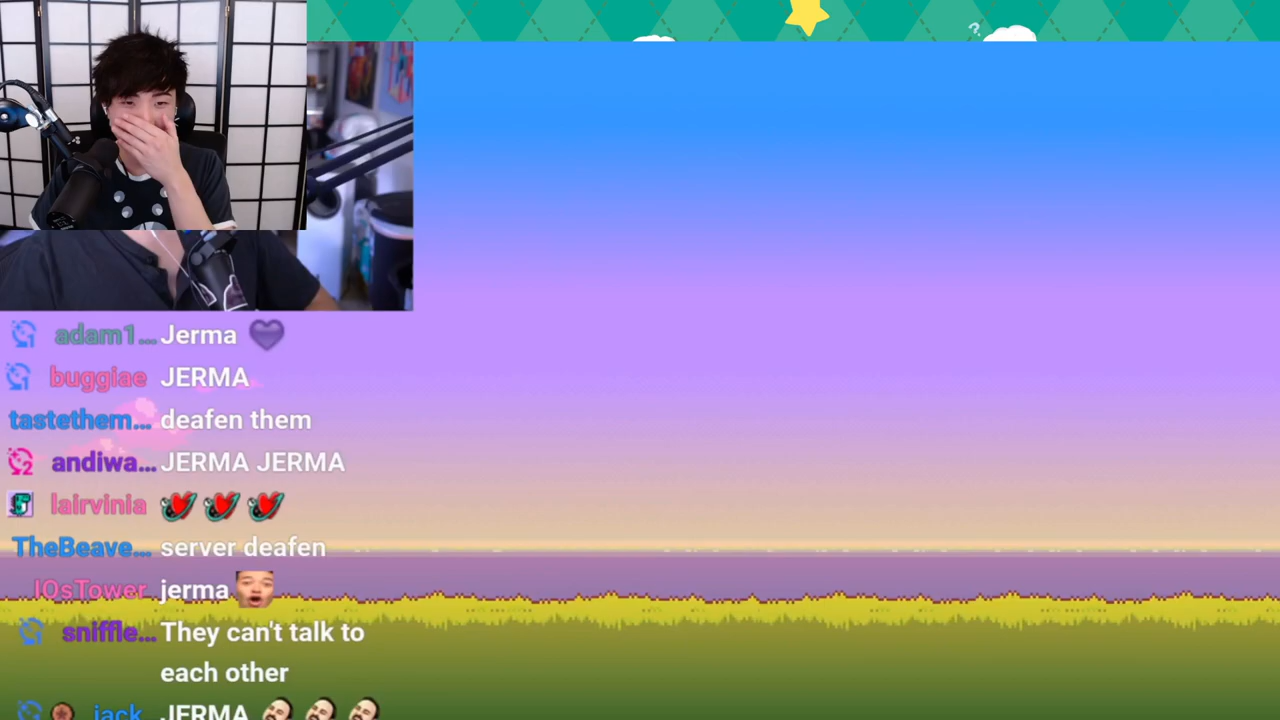 ?
adam1... Jerma
buggiae JERMA
tastethem... deafen them
andiwa... JERMA JERMA
lairvinia
TheBeave... server deafen
IOsTower jerma
sniffle... They can't talk to
each other
jack JERMA